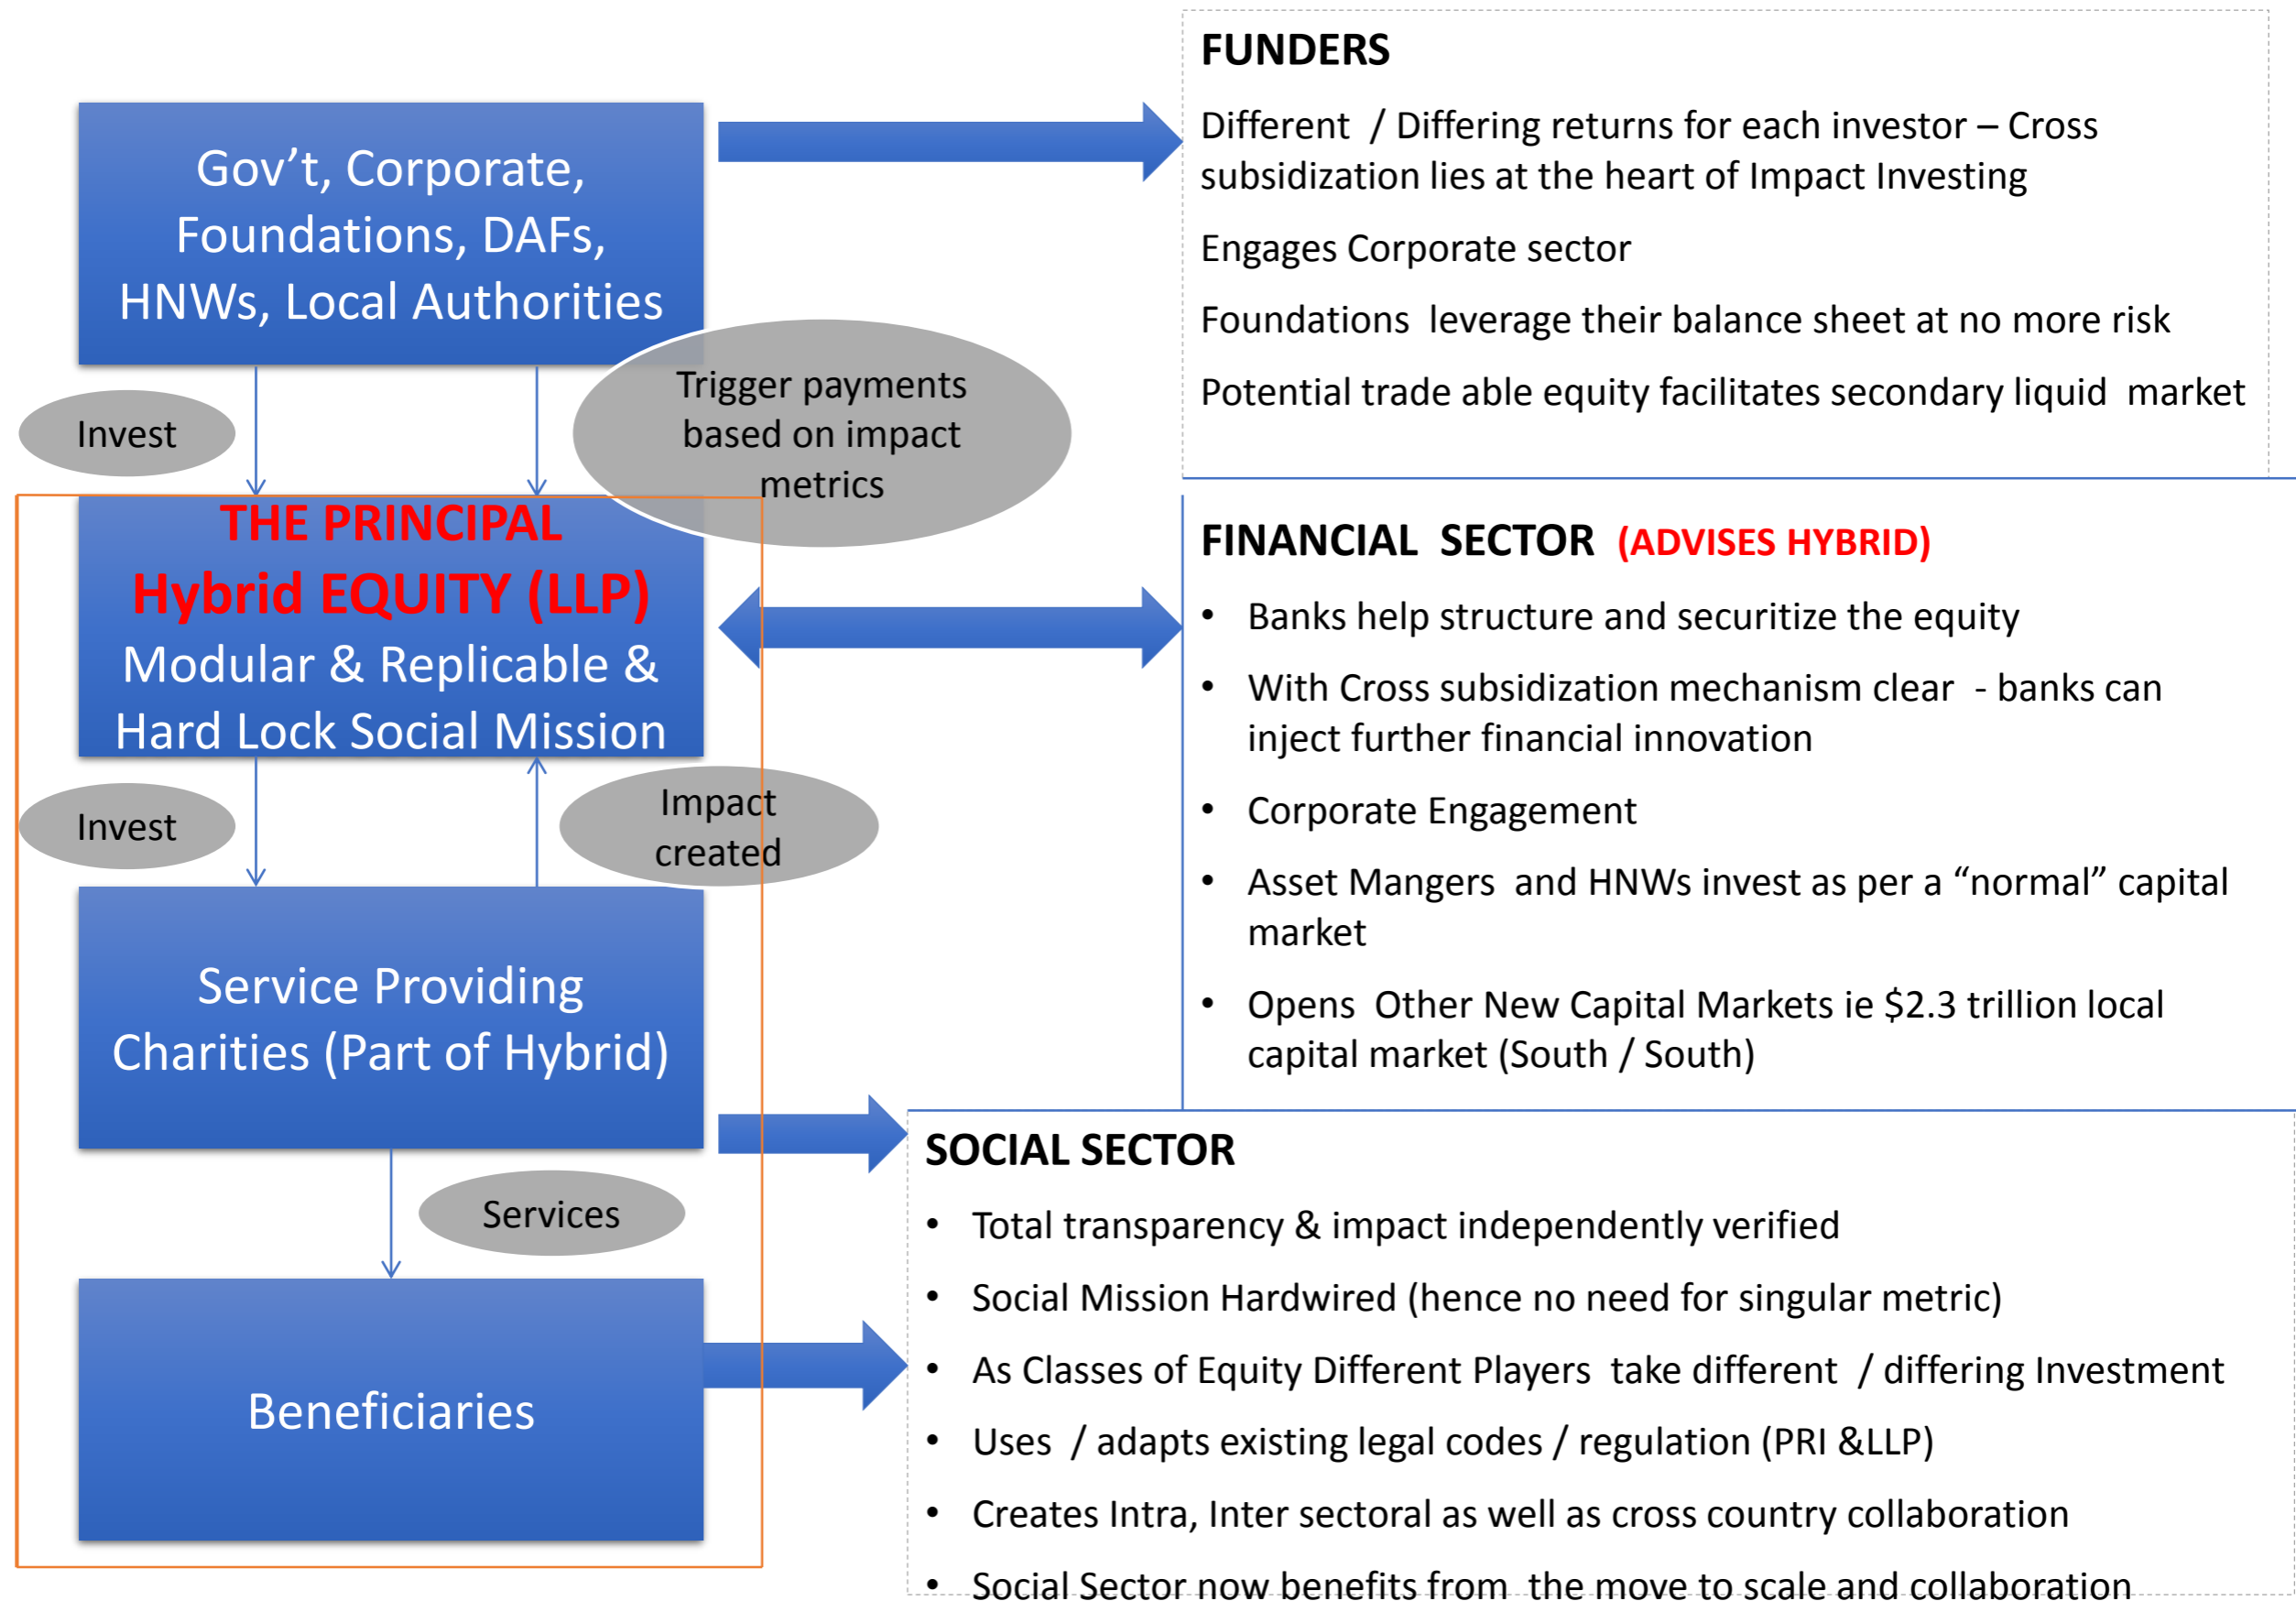 Gov’t, Corporate,
Foundations, DAFs,
HNWs, Local Authorities
Invest
Trigger payments
based on impact
metrics
THE PRINCIPAL
Hybrid EQUITY (LLP)
Modular & Replicable &
Hard Lock Social Mission
Invest
Impact
created
Service Providing
Charities (Part of Hybrid)
Services
Beneficiaries
FUNDERS
Different / Differing returns for each investor – Cross
subsidization lies at the heart of Impact Investing
Engages Corporate sector
Foundations leverage their balance sheet at no more risk
Potential trade able equity facilitates secondary liquid market
FINANCIAL SECTOR (ADVISES HYBRID)
• Banks help structure and securitize the equity
• With Cross subsidization mechanism clear - banks can
inject further financial innovation
• Corporate Engagement
• Asset Mangers and HNWs invest as per a “normal” capital
market
• Opens Other New Capital Markets ie $2.3 trillion local
capital market (South / South)
SOCIAL SECTOR
• Total transparency & impact independently verified
• Social Mission Hardwired (hence no need for singular metric)
• As Classes of Equity Different Players take different / differing Investment
• Uses / adapts existing legal codes / regulation (PRI &LLP)
• Creates Intra, Inter sectoral as well as cross country collaboration
• Social Sector now benefits from the move to scale and collaboration